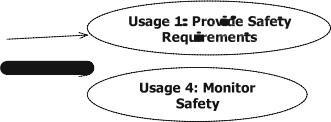 Usage 1: Provide Safety
Requirements
Usage 4: Monitor
Safety